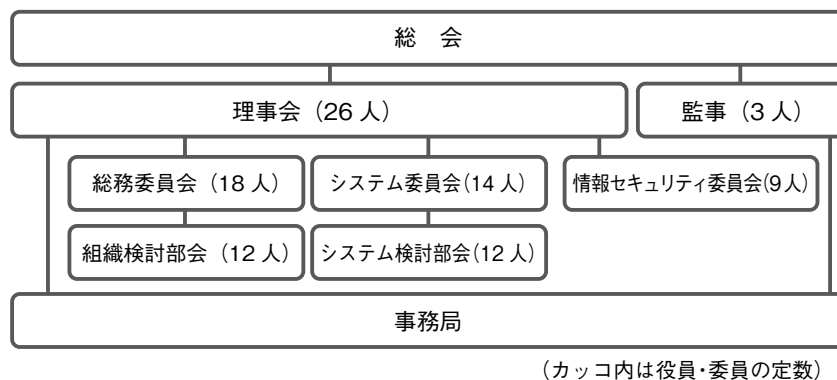 総　会
理事会（26 人）
監事（3 人）
総務委員会（18 人）
システム委員会（14 人）
情報セキュリティ委員会（9人）
組織検討部会（12 人）
システム検討部会（12 人）
事務局
（カッコ内は役員・委員の定数）